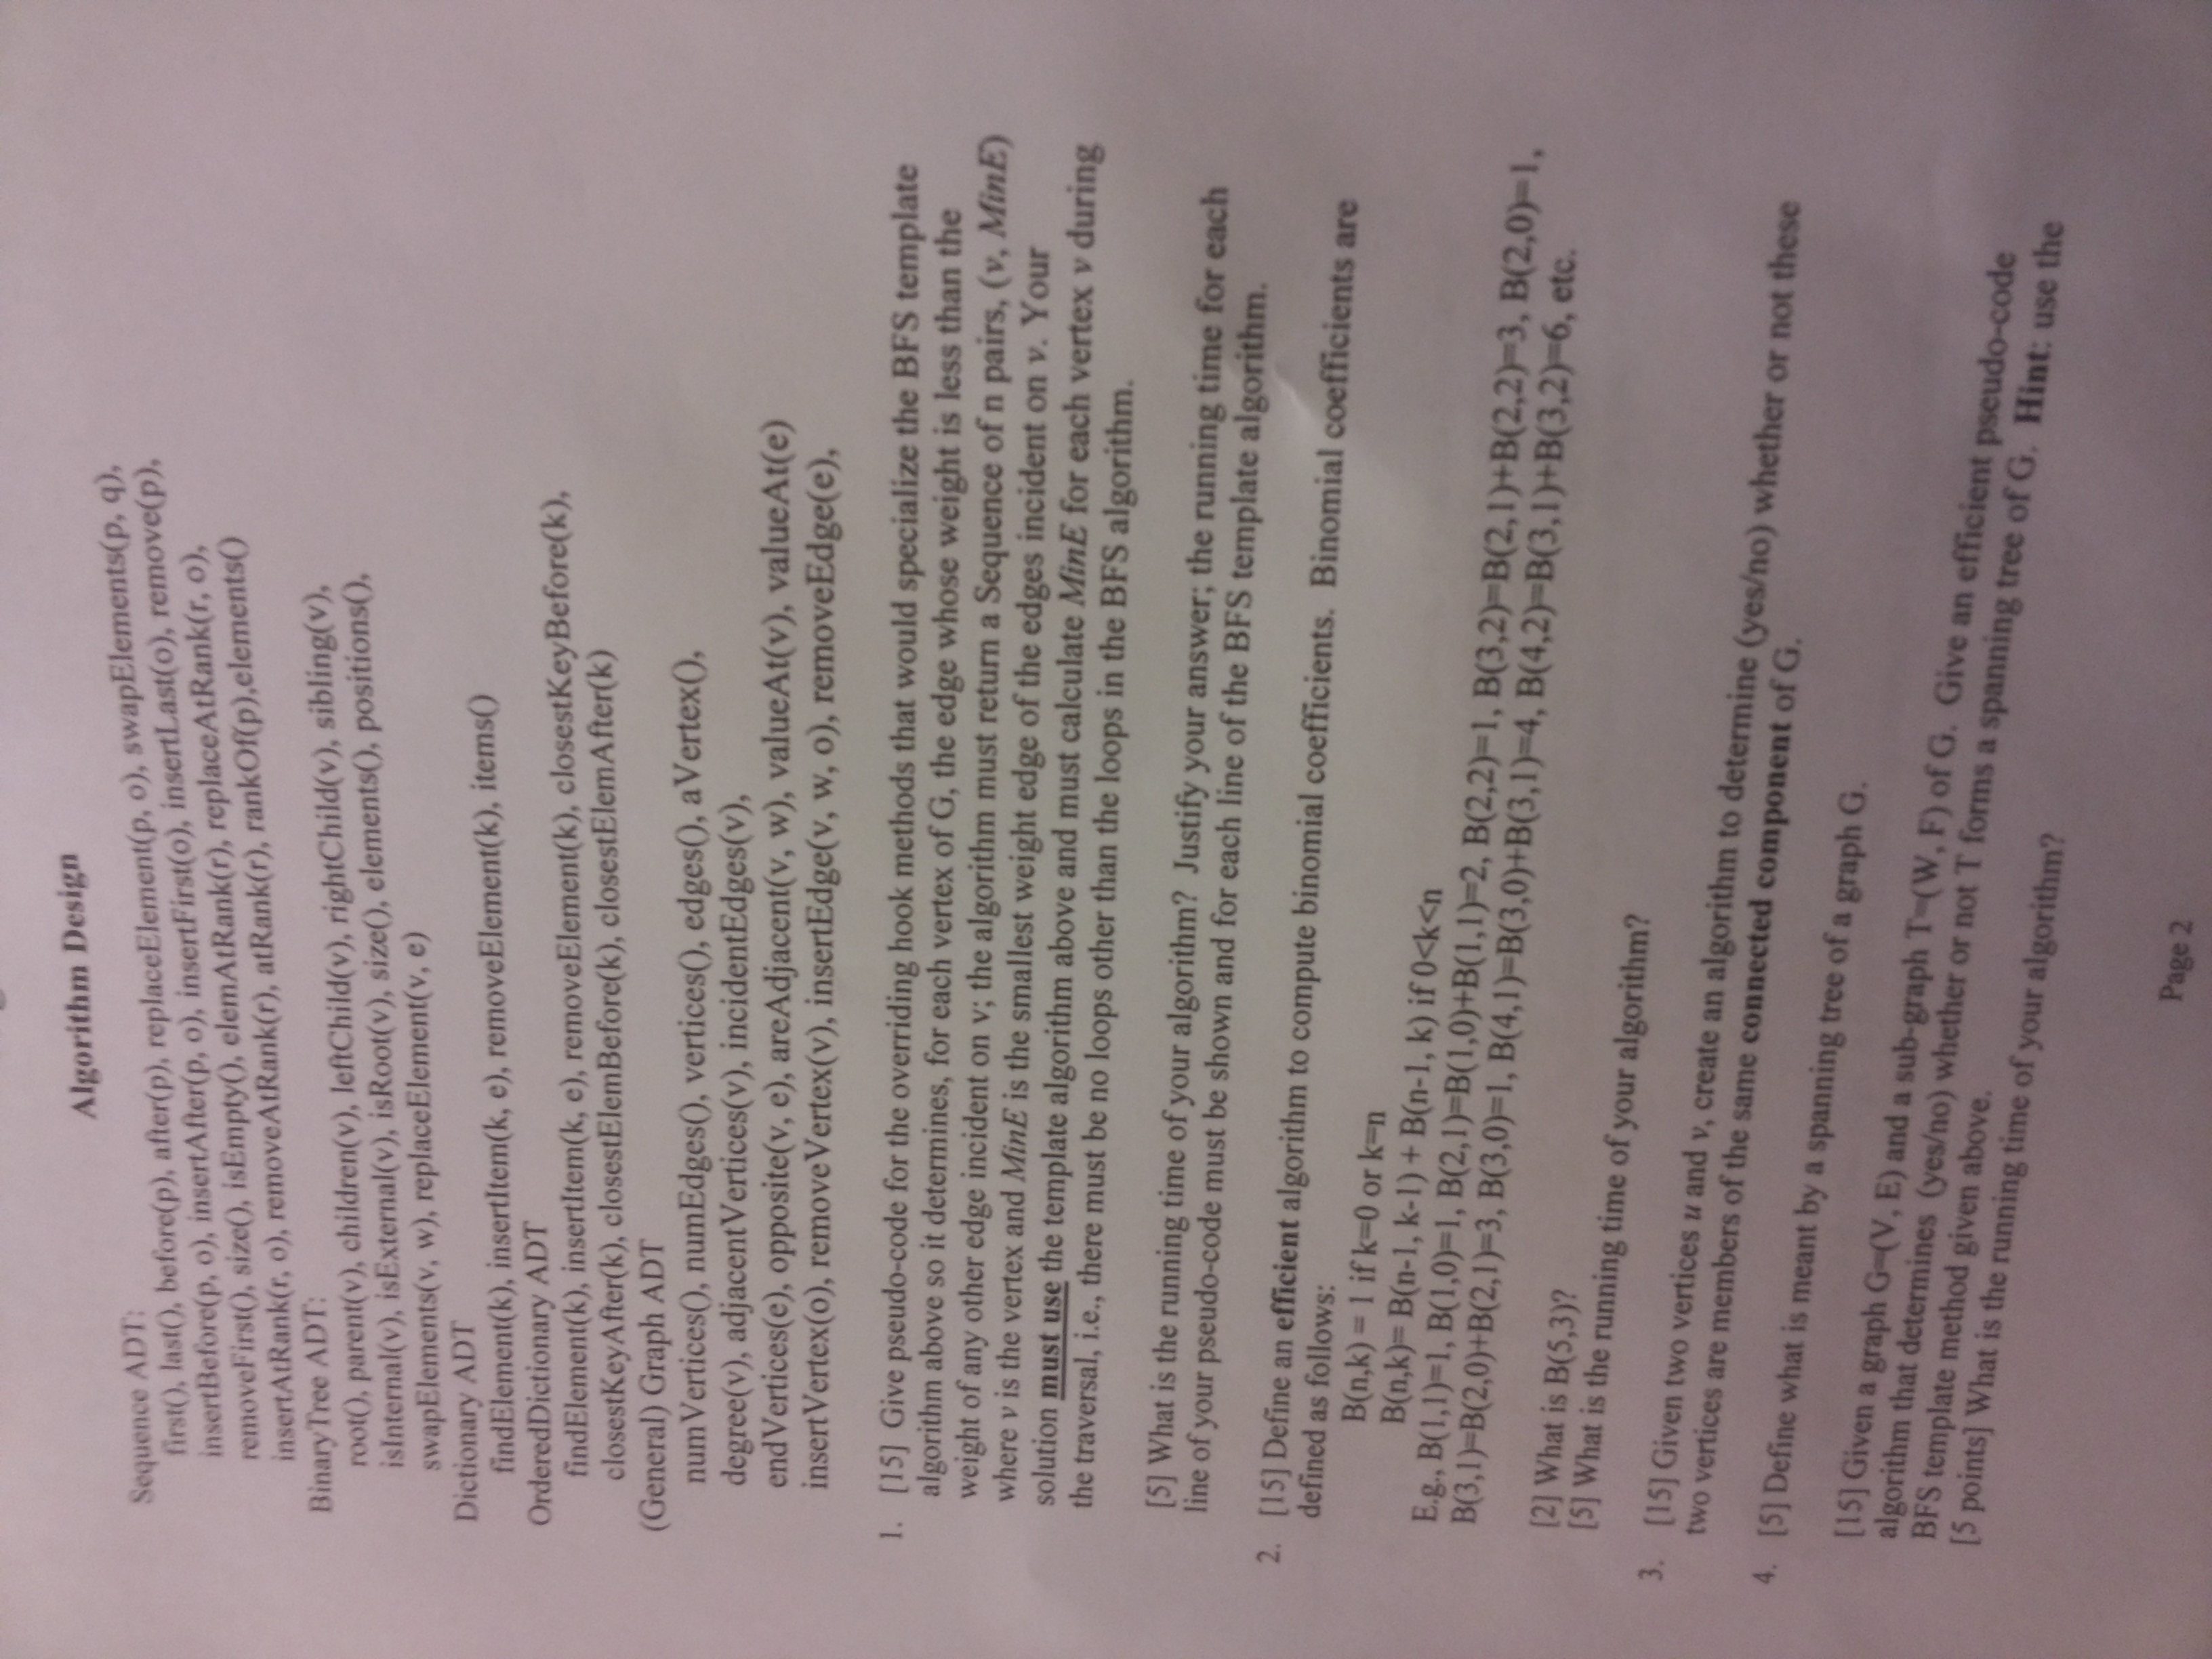 Algorithm Design
Sequence ADT:
first(), last(), before(p), after(p), replaceElement(p, o), swapElements(p, q),
insertBefore(p, o), insertAfter(p, o), insertFirst(o), insertLast(o), remove(p),
removeFirst(), size(), isEmpty(), elemAtRank(r), replaceAtRank(r, o),
insertAtRank(r, o), removeAtRank(r), atRank(r), rankOf(p),elements()
BinaryTree ADT:
root(), parent(v), children(v), leftChild(v), rightChild(v), sibling(v),
isInternal(v), isExternal(v), isRoot(v), size(), elements(), positions(),
swapElements(v, w), replaceElement(v, e)
Dictionary ADT
findElement(k), insertItem(k, e), removeElement(k), items()
OrderedDictionary ADT
findElement(k), insertItem(k, e), removeElement(k), closestKeyBefore(k),
closestKeyAfter(k), closestElemBefore(k), closestElemAfter(k)
(General) Graph ADT
numVertices(), numEdges(), vertices(), edges(), aVertex(),
degree(v), adjacentVertices(v), incidentEdges(v),
endVertices(e), opposite(v, e), areAdjacent(v, w), valueAt(v), valueAt(e)
insertVertex(o), removeVertex(v), insertEdge(v, w, o), removeEdge(e),
1. [15] Give pseudo-code for the overriding hook methods that would specialize the BFS template
algorithm above so it determines, for each vertex of G, the edge whose weight is less than the
weight of any other edge incident on v; the algorithm must return a Sequence of n pairs, (v, MinE)
where v is the vertex and MinE is the smallest weight edge of the edges incident on v. Your
solution must use the template algorithm above and must calculate MinE for each vertex v during
the traversal, i.e., there must be no loops other than the loops in the BFS algorithm.
[5] What is the running time of your algorithm? Justify your answer; the running time for each
line of your pseudo-code must be shown and for each line of the BFS template algorithm.
2. [15] Define an efficient algorithm to compute binomial coefficients. Binomial coefficients are
defined as follows:
B(n,k) = 1 if k=0 or k=n
B(n,k)= B(n-1, k-1) + B(n-1, k) if 0<k<n
E.g., B(1,1)=1, B(1,0)=1, B(2,1)=B(1,0)+B(1,1)=2, B(2,2)=1, B(3,2)=B(2,1)+B(2,2)=3, B(2,0)=1,
B(3,1)=B(2,0)+B(2,1)=3, B(3,0)=1, B(4,1)=B(3,0)+B(3,1)=4, B(4,2)=B(3,1)+B(3,2)=6, etc.
[2] What is B(5,3)?
[5] What is the running time of your algorithm?
3. [15] Given two vertices u and v, create an algorithm to determine (yes/no) whether or not these
two vertices are members of the same connected component of G.
4. [5] Define what is meant by a spanning tree of a graph G.
[15] Given a graph G=(V, E) and a sub-graph T=(W, F) of G. Give an efficient pseudo-code
algorithm that determines (yes/no) whether or not T forms a spanning tree of G. Hint: use the
BFS template method given above.
[5 points] What is the running time of your algorithm?
Page 2